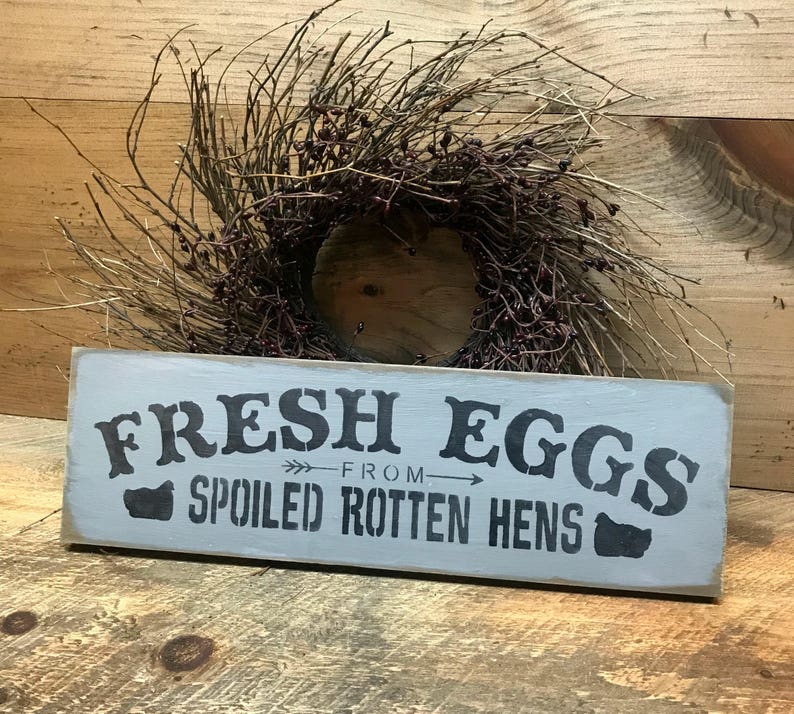 FRESH EGGS
FROM
SPOILED ROTTEN HENS